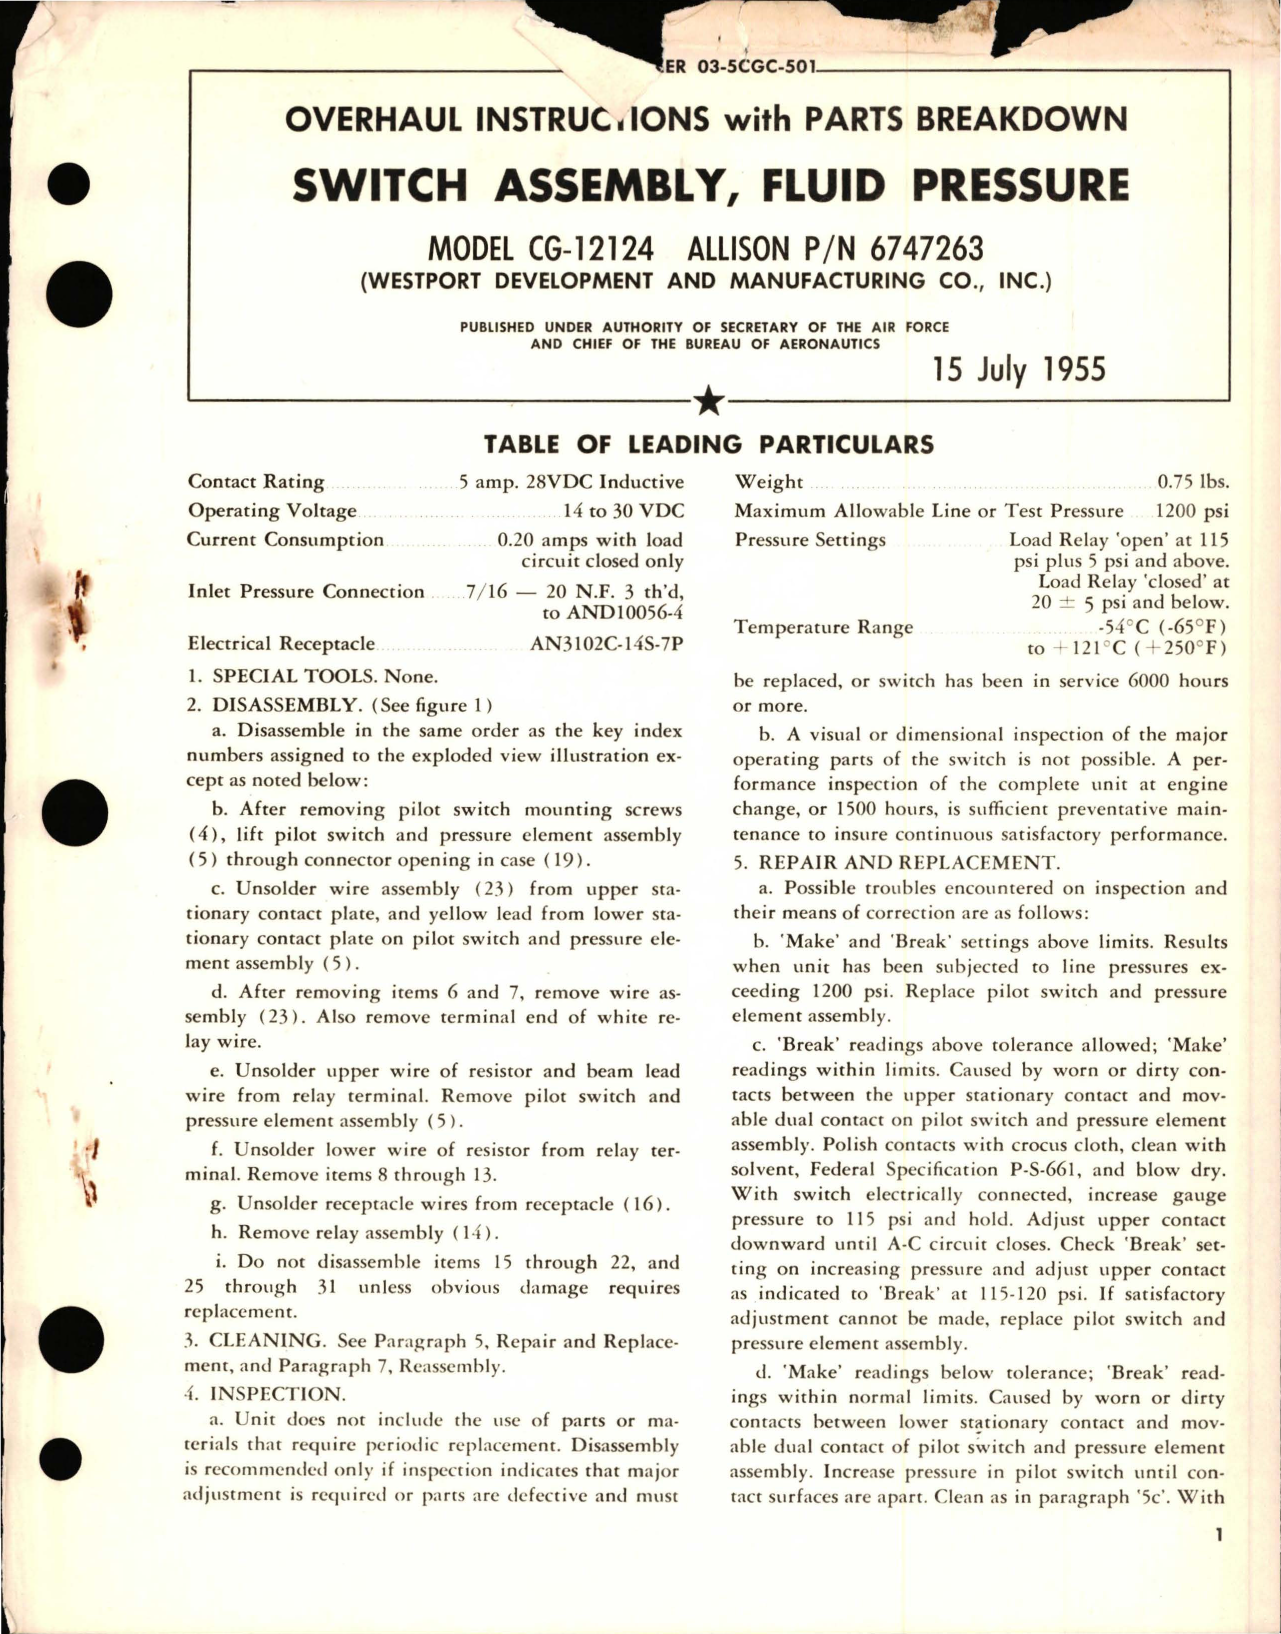 ER 03-5CGC-501
OVERHAUL INSTRUCTIONS with PARTS BREAKDOWN
SWITCH ASSEMBLY, FLUID PRESSURE
MODEL CG-12124 ALLISON P/N 6747263
(WESTPORT DEVELOPMENT AND MANUFACTURING CO., INC.)
PUBLISHED UNDER AUTHORITY OF SECRETARY OF THE AIR FORCE
AND CHIEF OF THE BUREAU OF AERONAUTICS
15 July 1955
TABLE OF LEADING PARTICULARS
Contact Rating 5 amp. 28VDC Inductive
Operating Voltage 14 to 30 VDC
Current Consumption 0.20 amps with load
circuit closed only
Inlet Pressure Connection 7/16 — 20 N.F. 3 th'd,
to AND10056-4
Electrical Receptacle AN3102C-14S-7P
1. SPECIAL TOOLS. None.
2. DISASSEMBLY. (See figure 1)
a. Disassemble in the same order as the key index
numbers assigned to the exploded view illustration ex-
cept as noted below:
b. After removing pilot switch mounting screws
(4), lift pilot switch and pressure element assembly
(5) through connector opening in case (19).
c. Unsolder wire assembly (23) from upper sta-
tionary contact plate, and yellow lead from lower sta-
tionary contact plate on pilot switch and pressure ele-
ment assembly (5).
d. After removing items 6 and 7, remove wire as-
sembly (23). Also remove terminal end of white re-
lay wire.
e. Unsolder upper wire of resistor and beam lead
wire from relay terminal. Remove pilot switch and
pressure element assembly (5).
f. Unsolder lower wire of resistor from relay ter-
minal. Remove items 8 through 13.
g. Unsolder receptacle wires from receptacle (16).
h. Remove relay assembly (14).
i. Do not disassemble items 15 through 22, and
25 through 31 unless obvious damage requires
replacement.
3. CLEANING. See Paragraph 5, Repair and Replace-
ment, and Paragraph 7, Reassembly.
4. INSPECTION.
a. Unit does not include the use of parts or ma-
terials that require periodic replacement. Disassembly
is recommended only if inspection indicates that major
adjustment is required or parts are defective and must
Weight 0.75 lbs.
Maximum Allowable Line or Test Pressure 1200 psi
Pressure Settings Load Relay 'open' at 115
psi plus 5 psi and above.
Load Relay 'closed' at
20 ± 5 psi and below.
Temperature Range -54°C (-65°F)
to +121°C (+250°F)
be replaced, or switch has been in service 6000 hours
or more.
b. A visual or dimensional inspection of the major
operating parts of the switch is not possible. A per-
formance inspection of the complete unit at engine
change, or 1500 hours, is sufficient preventative main-
tenance to insure continuous satisfactory performance.
5. REPAIR AND REPLACEMENT.
a. Possible troubles encountered on inspection and
their means of correction are as follows:
b. 'Make' and 'Break' settings above limits. Results
when unit has been subjected to line pressures ex-
ceeding 1200 psi. Replace pilot switch and pressure
element assembly.
c. 'Break' readings above tolerance allowed; 'Make'
readings within limits. Caused by worn or dirty con-
tacts between the upper stationary contact and mov-
able dual contact on pilot switch and pressure element
assembly. Polish contacts with crocus cloth, clean with
solvent, Federal Specification P-S-661, and blow dry.
With switch electrically connected, increase gauge
pressure to 115 psi and hold. Adjust upper contact
downward until A-C circuit closes. Check 'Break' set-
ting on increasing pressure and adjust upper contact
as indicated to 'Break' at 115-120 psi. If satisfactory
adjustment cannot be made, replace pilot switch and
pressure element assembly.
d. 'Make' readings below tolerance; 'Break' read-
ings within normal limits. Caused by worn or dirty
contacts between lower stationary contact and mov-
able dual contact of pilot switch and pressure element
assembly. Increase pressure in pilot switch until con-
tact surfaces are apart. Clean as in paragraph '5c'. With
1